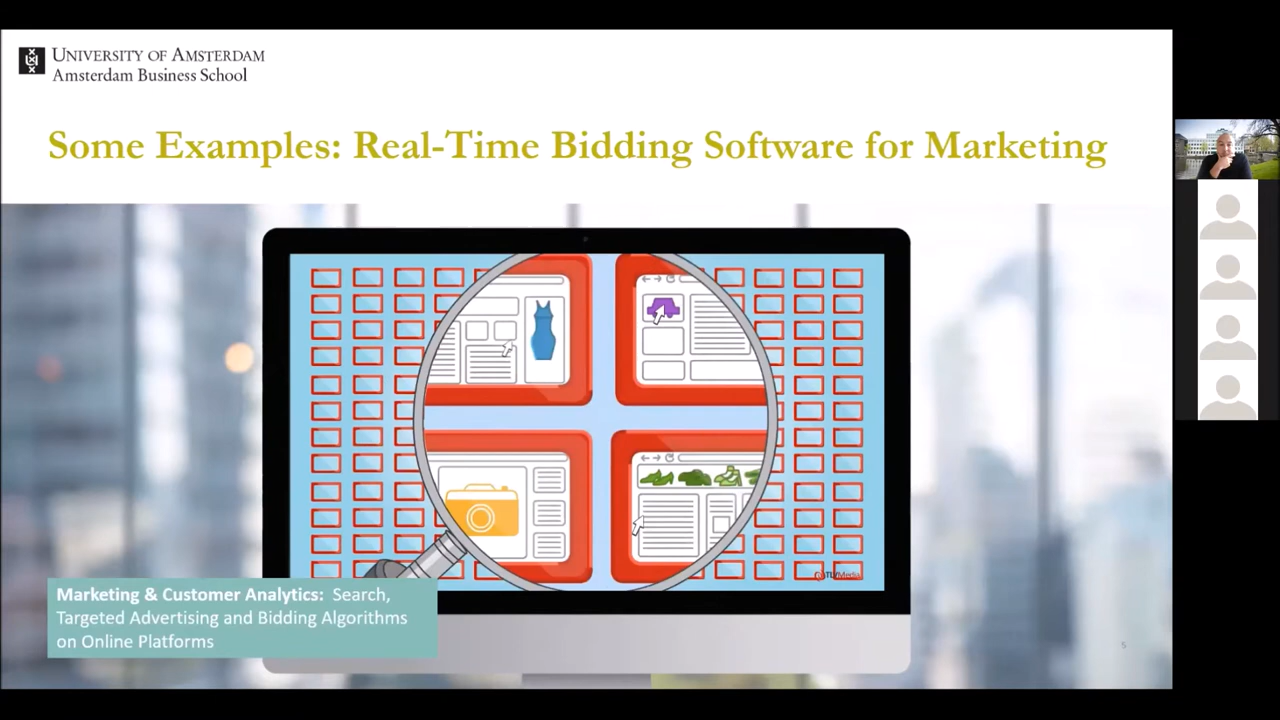 UNIVERSITY OF AMSTERDAM
Amsterdam Business School
Some Examples: Real-Time Bidding Software for Marketing
Marketing & Customer Analytics: Search,
Targeted Advertising and Bidding Algorithms
on Online Platforms
5